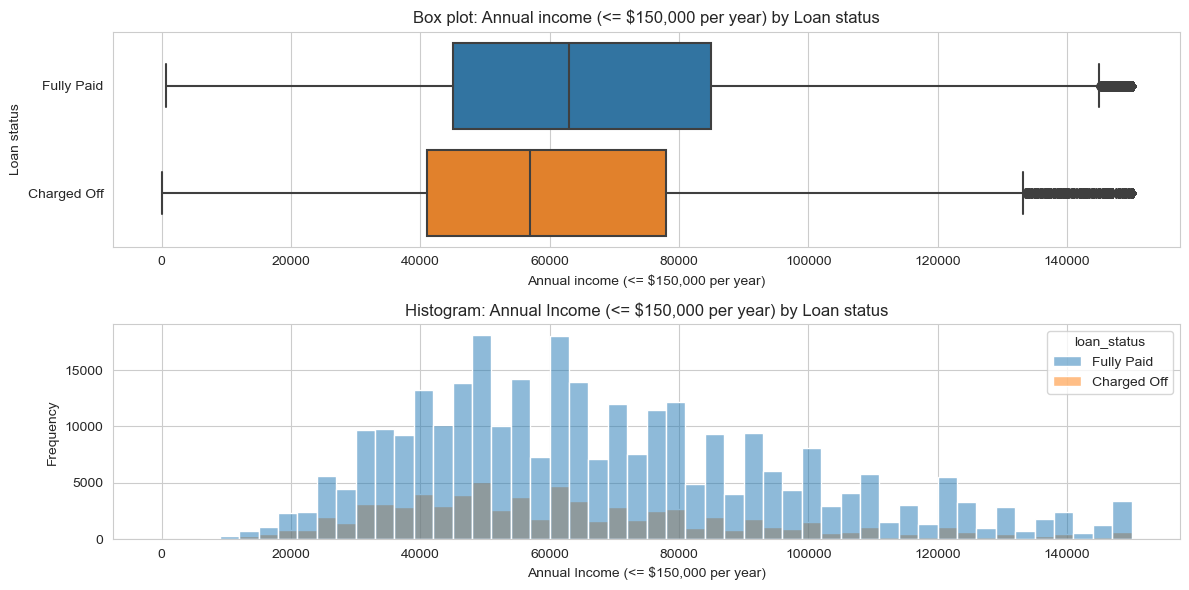 Box plot: Annual income (<= $150,000 per year) by Loan status
Loan status
Fully Paid
Charged Off
0 20000 40000 60000 80000 100000 120000 140000
Annual income (<= $150,000 per year)
Histogram: Annual Income (<= $150,000 per year) by Loan status
loan_status
Fully Paid
Charged Off
Frequency
15000
10000
5000
0
0 20000 40000 60000 80000 100000 120000 140000
Annual Income (<= $150,000 per year)